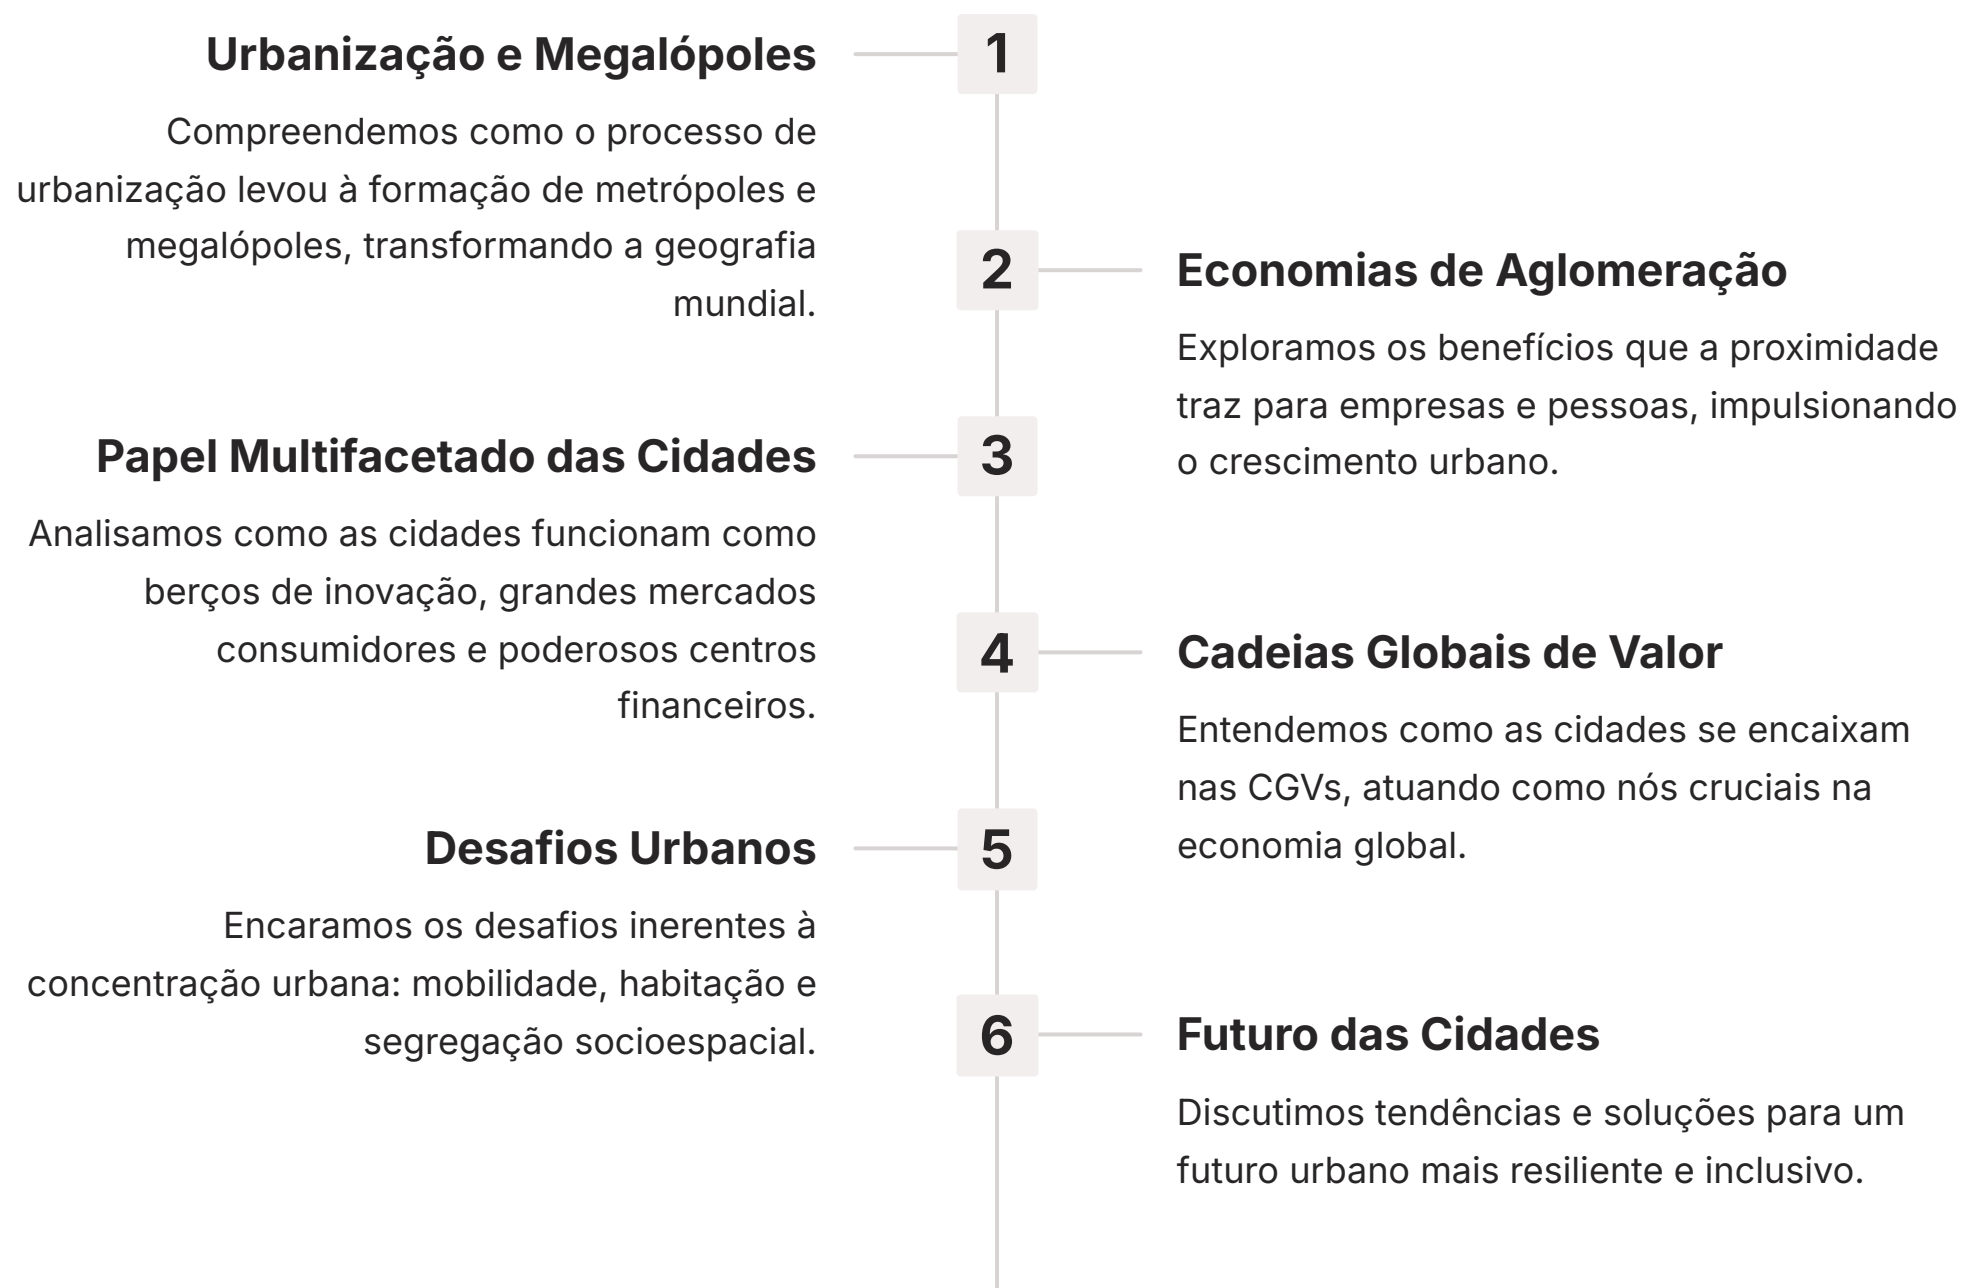 Urbanização e Megalópoles
1
Compreendemos como o processo de
urbanização levou à formação de metrópoles e
megalópoles, transformando a geografia
mundial.
2
Economias de Aglomeração
Exploramos os benefícios que a proximidade
traz para empresas e pessoas, impulsionando
o crescimento urbano.
Papel Multifacetado das Cidades
3
Analisamos como as cidades funcionam como
berços de inovação, grandes mercados
consumidores e poderosos centros
financeiros.
4
Cadeias Globais de Valor
Entendemos como as cidades se encaixam
nas CGVs, atuando como nós cruciais na
economia global.
Desafios Urbanos
5
Encaramos os desafios inerentes à
concentração urbana: mobilidade, habitação e
segregação socioespacial.
6
Futuro das Cidades
Discutimos tendências e soluções para um
futuro urbano mais resiliente e inclusivo.